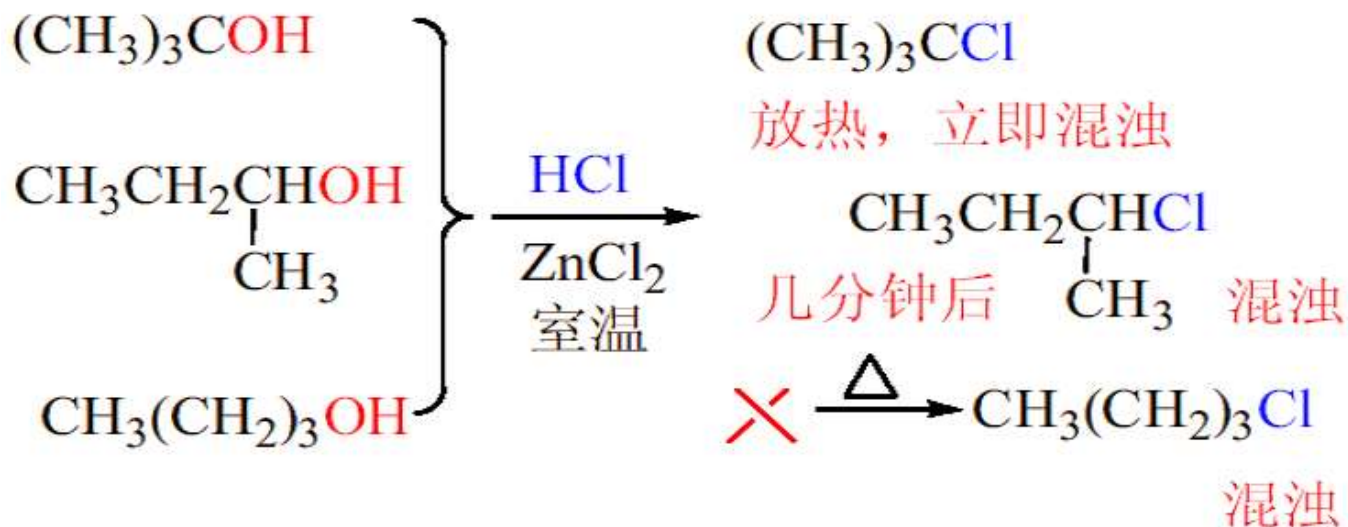 (CH₃)₃COH
(CH₃)₃CCl
放热，立即混浊
CH₃CH₂CHOH
CH₃
HCl
ZnCl₂
室温
CH₃CH₂CHCl
几分钟后 CH₃ 混浊
CH₃(CH₂)₃OH
△
CH₃(CH₂)₃Cl
混浊